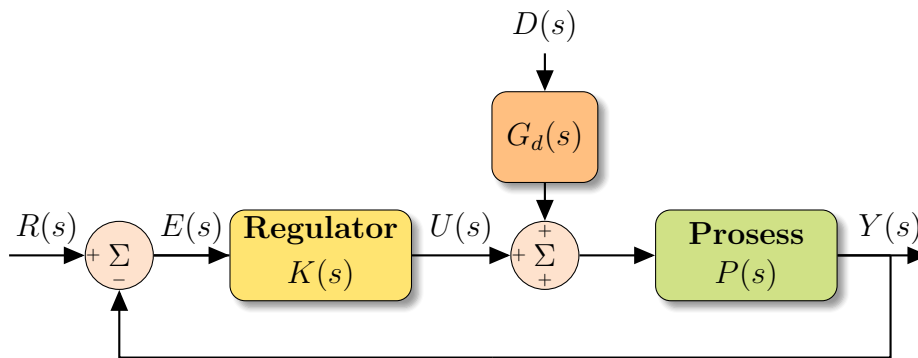 D(s)
G_d(s)
R(s) + Σ − E(s) Regulator K(s) U(s) + + Σ + Prosess P(s) Y(s)